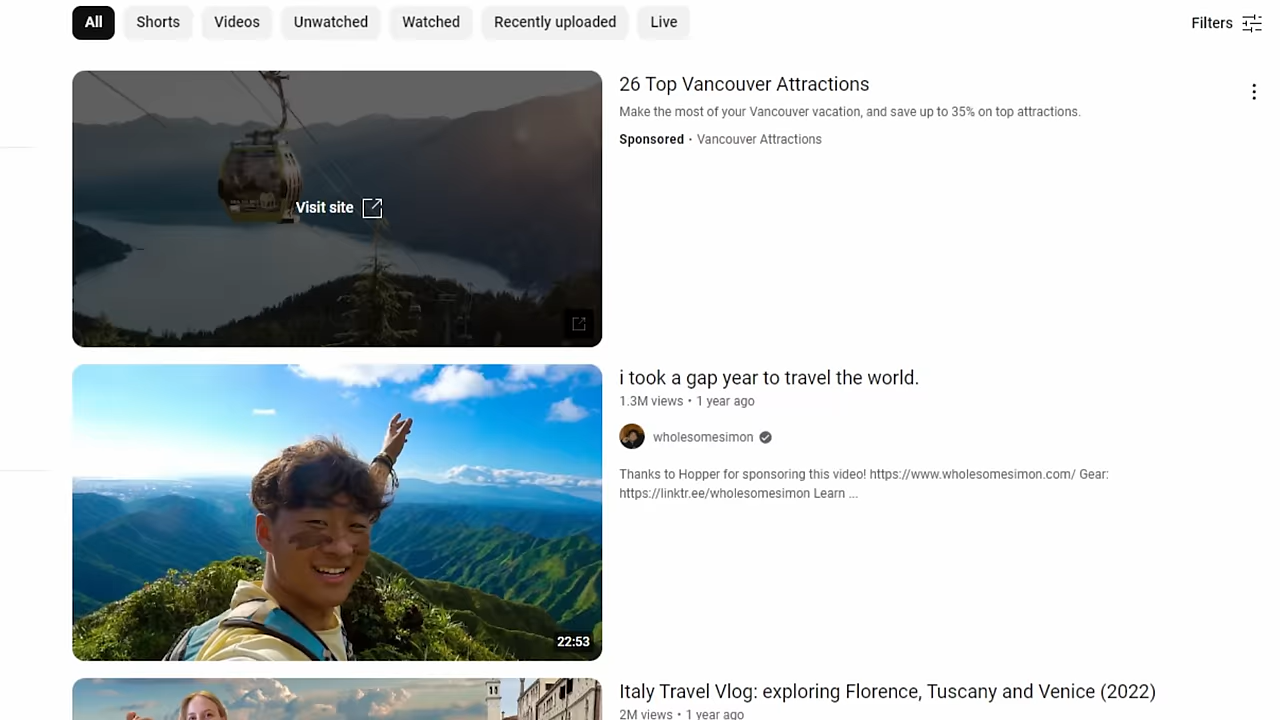 All
Shorts
Videos
Unwatched
Watched
Recently uploaded
Live
Filters
26 Top Vancouver Attractions
Make the most of your Vancouver vacation, and save up to 35% on top attractions.
Sponsored · Vancouver Attractions
Visit site
i took a gap year to travel the world.
1.3M views • 1 year ago
wholesomesimon
Thanks to Hopper for sponsoring this video! https://www.wholesomesimon.com/ Gear:
https://linktr.ee/wholesomesimon Learn ...
22:53
Italy Travel Vlog: exploring Florence, Tuscany and Venice (2022)
2M views • 1 year ago